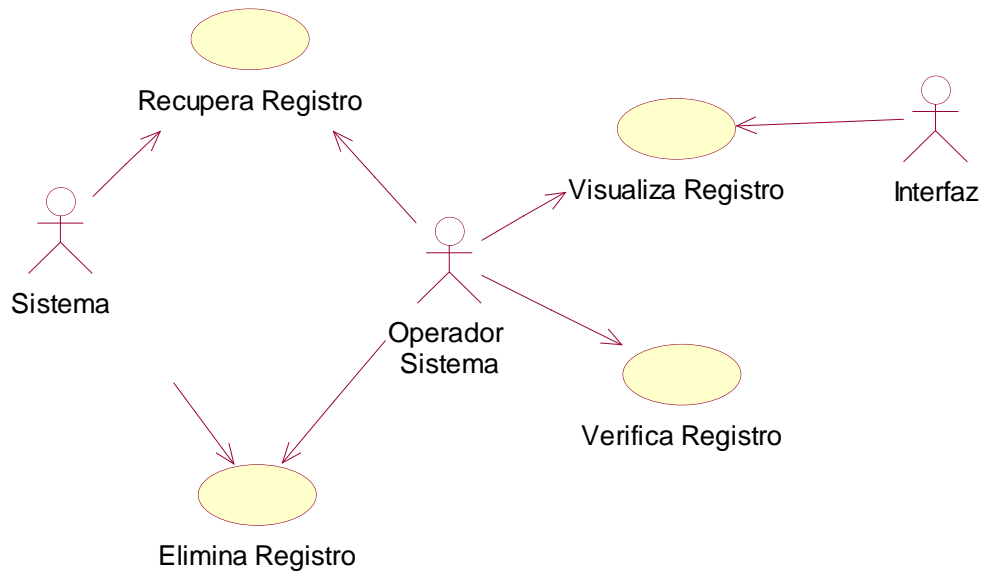 Recupera Registro
Visualiza Registro
Interfaz
Sistema
Operador
Sistema
Verifica Registro
Elimina Registro